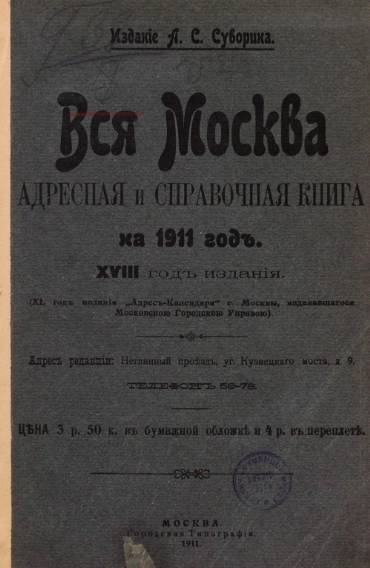 Изданіе А. С. Суворина.
Вся Москва
АДРЕСНАЯ и СПРАВОЧНАЯ КНИГА
на 1911 годъ.
XVIII годъ изданія.
(XL годъ изданія „Адресъ-Календаря" г. Москвы, издававшагося
Московскою Городскою Управою).
Адресъ редакціи: Неглинный проѣздъ, уг. Кузнецкаго моста, д. 9.
ТЕЛЕФОНЪ 59-78.
ЦѢНА 3 р. 50 к. въ бумажной обложкѣ и 4 р. въ переплетѣ.
МОСКВА.
Городская Типографія.
1911.